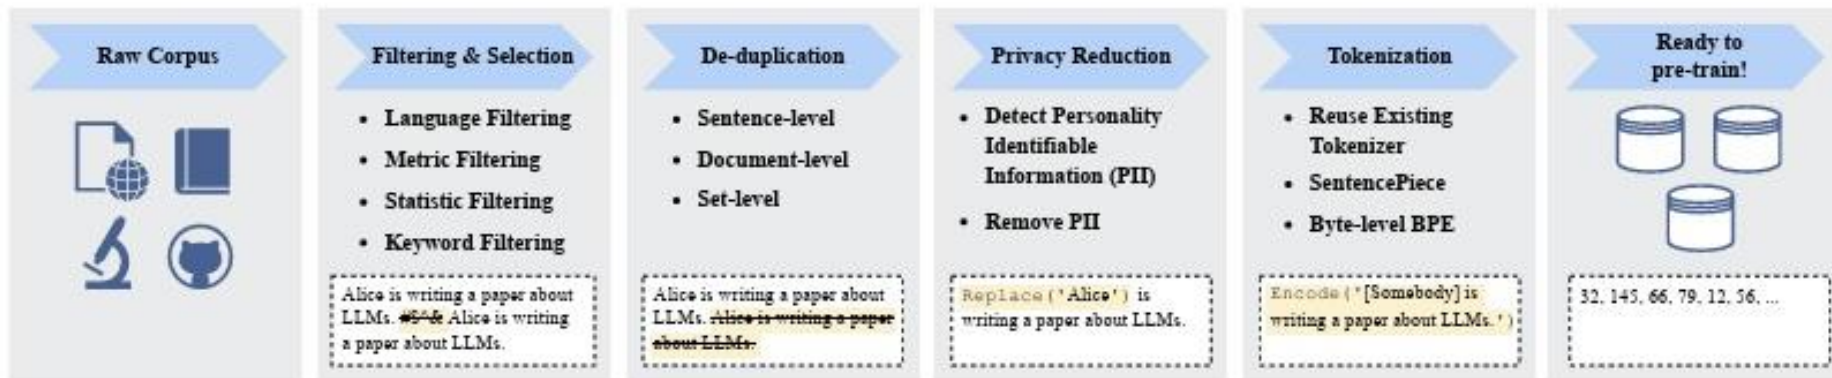 Raw Corpus
Filtering & Selection
• Language Filtering
• Metric Filtering
• Statistic Filtering
• Keyword Filtering
Alice is writing a paper about
LLMs. #$^& Alice is writing
a paper about LLMs.
De-duplication
• Sentence-level
• Document-level
• Set-level
Alice is writing a paper about
LLMs. Alice is writing a paper
about LLMs.
Privacy Reduction
• Detect Personality
Identifiable
Information (PII)
• Remove PII
Replace('Alice') is
writing a paper about LLMs.
Tokenization
• Reuse Existing
Tokenizer
• SentencePiece
• Byte-level BPE
Encode('[Somebody] is
writing a paper about LLMs.')
Ready to
pre-train!
32, 145, 66, 79, 12, 56, ...